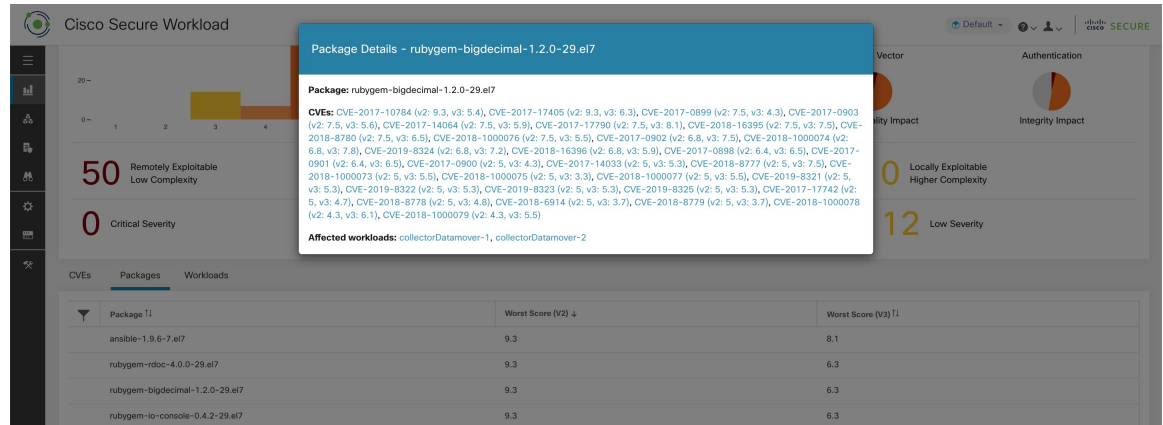 Cisco Secure Workload
Default
cisco SECURE
Package Details - rubygem-bigdecimal-1.2.0-29.el7
Vector
Authentication
Package: rubygem-bigdecimal-1.2.0-29.el7
20
CVEs: CVE-2017-10784 (v2: 9.3, v3: 5.4), CVE-2017-17405 (v2: 9.3, v3: 6.3), CVE-2017-0899 (v2: 7.5, v3: 4.3), CVE-2017-0903
(v2: 7.5, v3: 5.6), CVE-2017-14064 (v2: 7.5, v3: 5.9), CVE-2017-17790 (v2: 7.5, v3: 8.1), CVE-2018-16395 (v2: 7.5, v3: 7.5), CVE-
2018-8780 (v2: 7.5, v3: 6.5), CVE-2018-1000076 (v2: 7.5, v3: 5.5), CVE-2017-0902 (v2: 6.8, v3: 7.5), CVE-2018-1000074 (v2:
6.8, v3: 7.8), CVE-2019-8324 (v2: 6.8, v3: 7.2), CVE-2018-16396 (v2: 6.8, v3: 5.9), CVE-2017-0898 (v2: 6.4, v3: 6.5), CVE-2017-
0901 (v2: 6.4, v3: 6.5), CVE-2017-0900 (v2: 5, v3: 4.3), CVE-2017-14033 (v2: 5, v3: 5.3), CVE-2018-8777 (v2: 5, v3: 7.5), CVE-
2018-1000073 (v2: 5, v3: 5.5), CVE-2018-1000075 (v2: 5, v3: 3.3), CVE-2018-1000077 (v2: 5, v3: 5.5), CVE-2019-8321 (v2: 5,
v3: 5.3), CVE-2019-8322 (v2: 5, v3: 5.3), CVE-2019-8323 (v2: 5, v3: 5.3), CVE-2019-8325 (v2: 5, v3: 5.3), CVE-2017-17742 (v2:
5, v3: 4.7), CVE-2018-8778 (v2: 5, v3: 4.8), CVE-2018-6914 (v2: 5, v3: 3.7), CVE-2018-8779 (v2: 5, v3: 3.7), CVE-2018-1000078
(v2: 4.3, v3: 6.1), CVE-2018-1000079 (v2: 4.3, v3: 5.5)
Affected workloads: collectorDatamover-1, collectorDatamover-2
0
1 2 3 4
Impact
Integrity Impact
50 Remotely Exploitable
Low Complexity
0 Locally Exploitable
Higher Complexity
0 Critical Severity
12 Low Severity
CVEs Packages Workloads
Package Worst Score (V2) Worst Score (V3)
ansible-1.9.6-7.el7 9.3 8.1
rubygem-rdoc-4.0.0-29.el7 9.3 6.3
rubygem-bigdecimal-1.2.0-29.el7 9.3 6.3
rubygem-io-console-0.4.2-29.el7 9.3 6.3